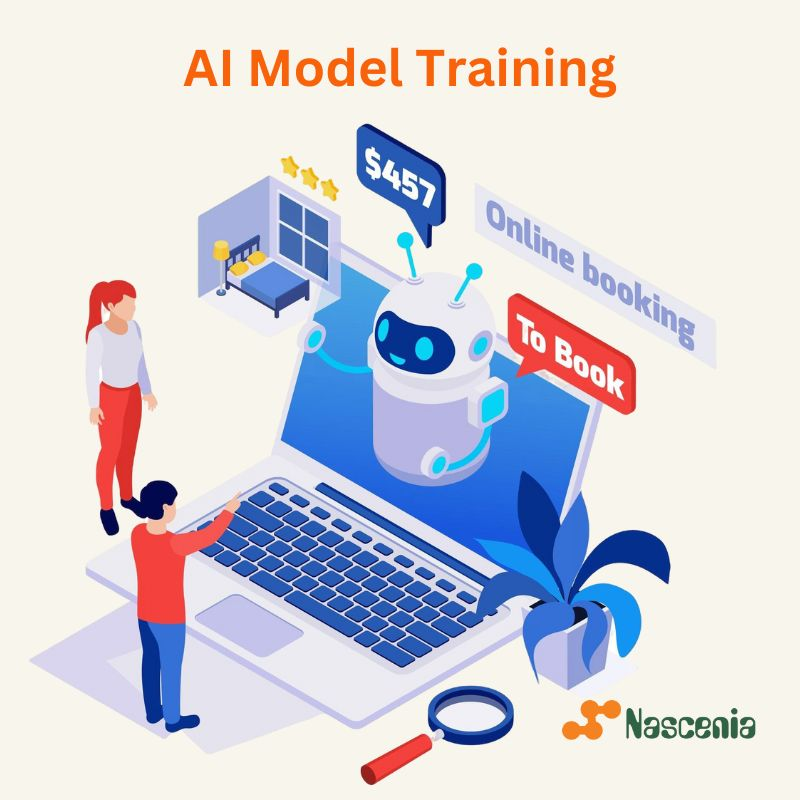 AI Model Training
$457
Online booking
To Book
Nascenia